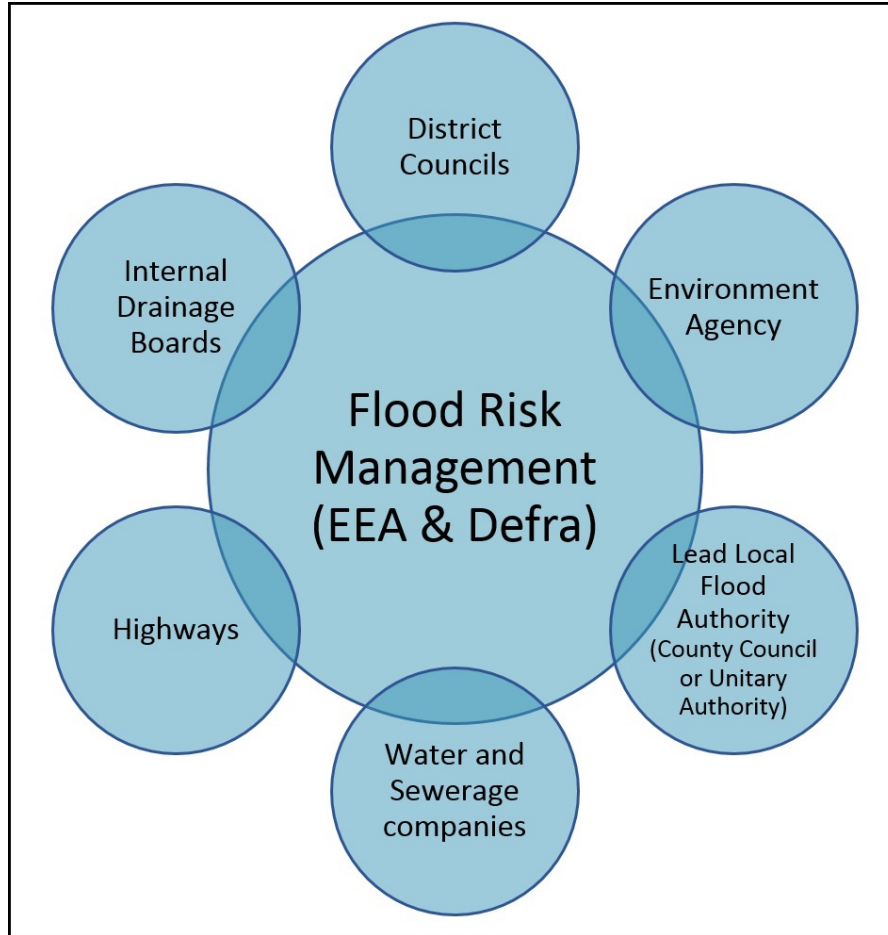 District
Councils
Internal
Drainage
Boards
Environment
Agency
Flood Risk
Management
(EEA & Defra)
Highways
Lead Local
Flood
Authority
(County Council
or Unitary
Authority)
Water and
Sewerage
companies